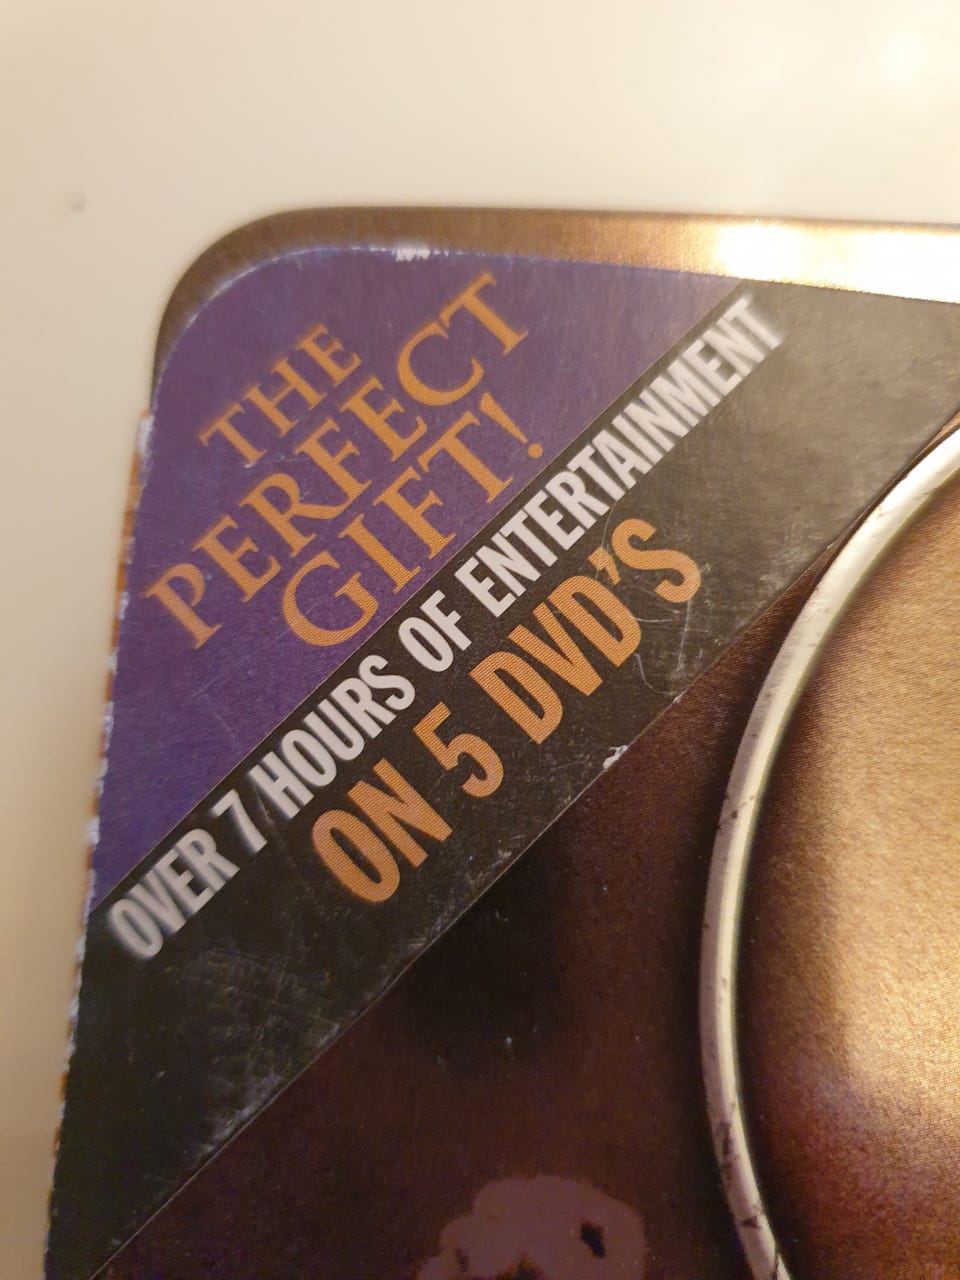 THE
PERFECT
GIFT!
OVER 7 HOURS OF ENTERTAINMENT
ON 5 DVD'S